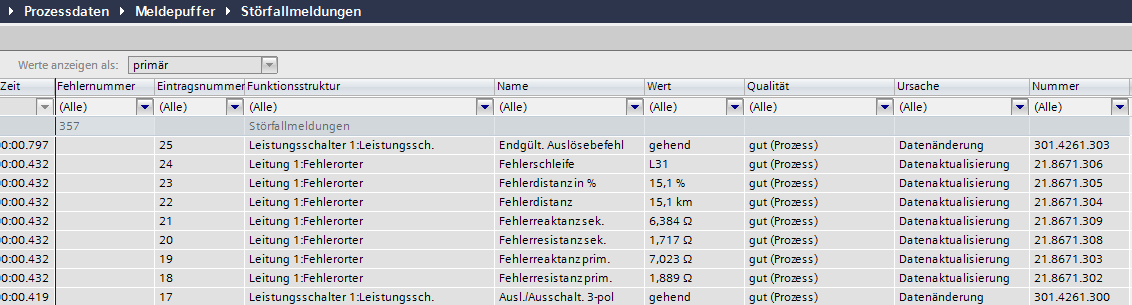 Prozessdaten Meldepuffer Störfallmeldungen
Werte anzeigen als: primär
Zeit Fehlernummer Eintragsnummer Funktionsstruktur Name Wert Qualität Ursache Nummer
(Alle) (Alle) (Alle) (Alle) (Alle) (Alle) (Alle) (Alle)
357 Störfallmeldungen
0:00.797 25 Leistungsschalter 1:Leistungssch. Endgült. Auslösebefehl gehend gut (Prozess) Datenänderung 301.4261.303
0:00.432 24 Leitung 1:Fehlerorter Fehlerschleife L31 gut (Prozess) Datenaktualisierung 21.8671.306
0:00.432 23 Leitung 1:Fehlerorter Fehlerdistanz in % 15,1 % gut (Prozess) Datenaktualisierung 21.8671.305
0:00.432 22 Leitung 1:Fehlerorter Fehlerdistanz 15,1 km gut (Prozess) Datenaktualisierung 21.8671.304
0:00.432 21 Leitung 1:Fehlerorter Fehlerreaktanz sek. 6,384 Ω gut (Prozess) Datenaktualisierung 21.8671.309
0:00.432 20 Leitung 1:Fehlerorter Fehlerresistanz sek. 1,717 Ω gut (Prozess) Datenaktualisierung 21.8671.308
0:00.432 19 Leitung 1:Fehlerorter Fehlerreaktanz prim. 7,023 Ω gut (Prozess) Datenaktualisierung 21.8671.303
0:00.432 18 Leitung 1:Fehlerorter Fehlerresistanz prim. 1,889 Ω gut (Prozess) Datenaktualisierung 21.8671.302
0:00.419 17 Leistungsschalter 1:Leistungssch. Ausl./Ausschalt. 3-pol gehend gut (Prozess) Datenänderung 301.4261.300